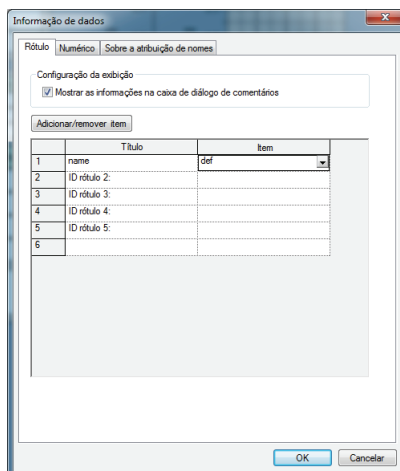 Informação de dados
Rótulo Numérico Sobre a atribuição de nomes
Configuração da exibição
Mostrar as informações na caixa de diálogo de comentários
Adicionar/remover item
Título Item
1 name def
2 ID rótulo 2:
3 ID rótulo 3:
4 ID rótulo 4:
5 ID rótulo 5:
6
OK Cancelar